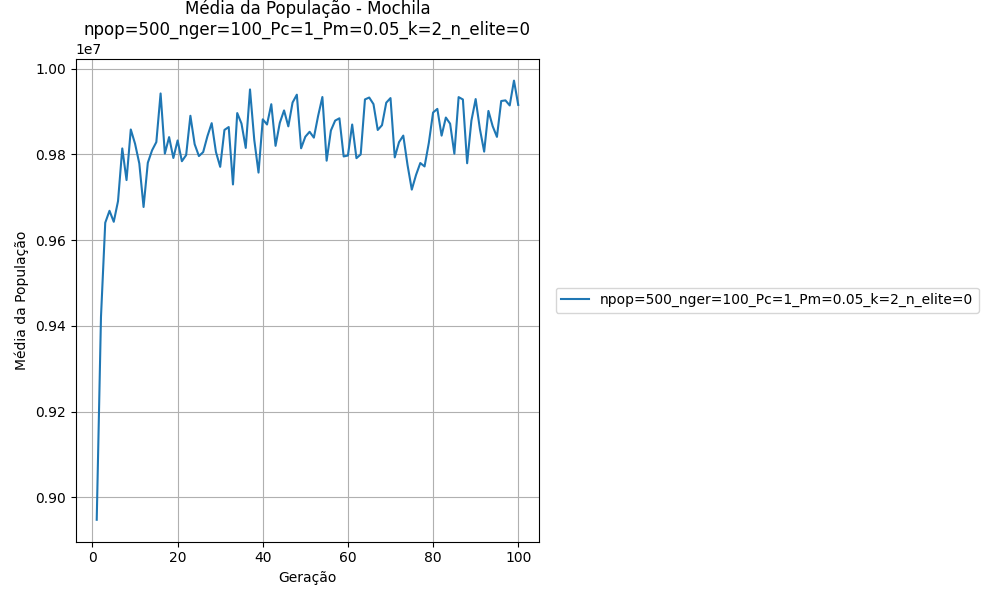 Média da População - Mochila
npop=500_nger=100_Pc=1_Pm=0.05_k=2_n_elite=0
1e7
1.00
0.98
0.96
0.94
0.92
0.90
Média da População
0 20 40 60 80 100
Geração
npop=500_nger=100_Pc=1_Pm=0.05_k=2_n_elite=0